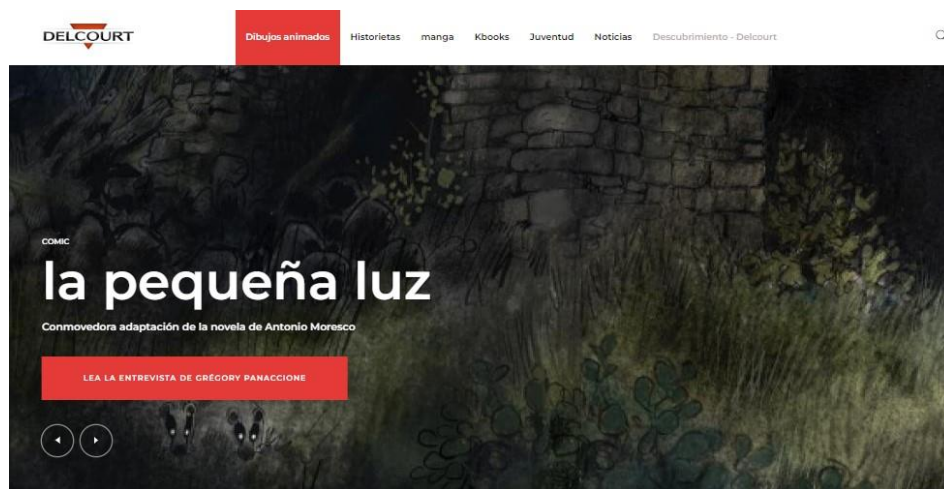 DELCOURT
Dibujos animados Historietas manga Kbooks Juventud Noticias Descubrimiento - Delcourt
COMIC
la pequeña luz
Conmovedora adaptación de la novela de Antonio Moresco
LEA LA ENTREVISTA DE GRÉGORY PANACCIONE